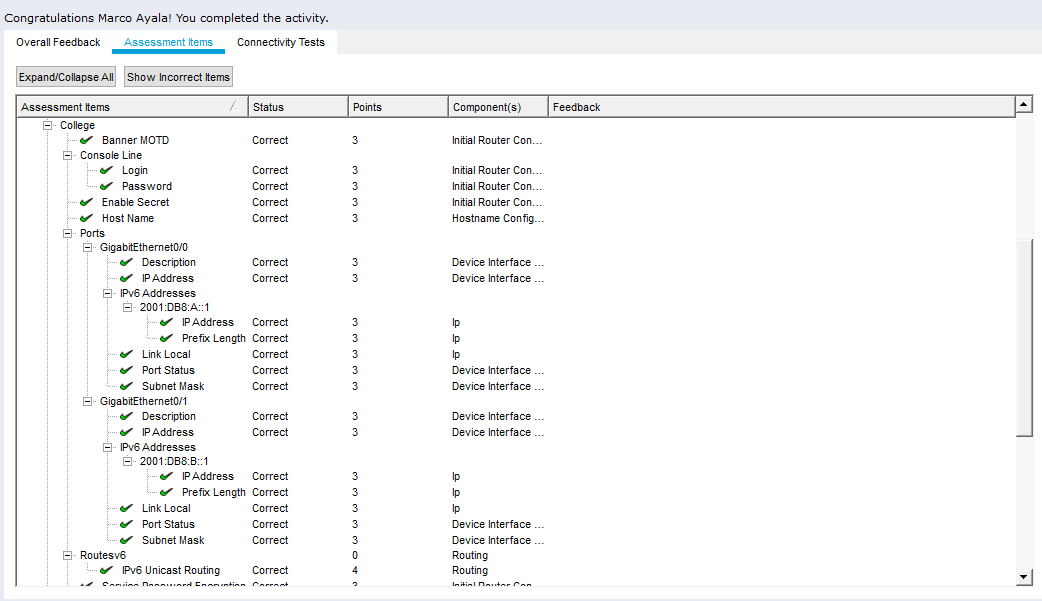 Congratulations Marco Ayala! You completed the activity.
Overall Feedback Assessment Items Connectivity Tests
Expand/Collapse All Show Incorrect Items
Assessment Items Status Points Component(s) Feedback
College
Banner MOTD Correct 3 Initial Router Con...
Console Line
Login Correct 3 Initial Router Con...
Password Correct 3 Initial Router Con...
Enable Secret Correct 3 Initial Router Con...
Host Name Correct 3 Hostname Config...
Ports
GigabitEthernet0/0
Description Correct 3 Device Interface ...
IP Address Correct 3 Device Interface ...
IPv6 Addresses
2001:DB8:A::1
IP Address Correct 3 Ip
Prefix Length Correct 3 Ip
Link Local Correct 3 Ip
Port Status Correct 3 Device Interface ...
Subnet Mask Correct 3 Device Interface ...
GigabitEthernet0/1
Description Correct 3 Device Interface ...
IP Address Correct 3 Device Interface ...
IPv6 Addresses
2001:DB8:B::1
IP Address Correct 3 Ip
Prefix Length Correct 3 Ip
Link Local Correct 3 Ip
Port Status Correct 3 Device Interface ...
Subnet Mask Correct 3 Device Interface ...
Routesv6 0 Routing
IPv6 Unicast Routing Correct 4 Routing
Service Password Encryption Correct 3 Initial Router Con...